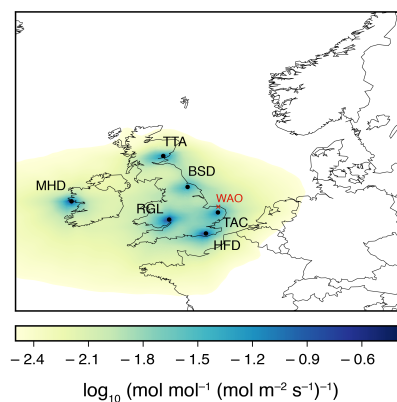 TTA
BSD
MHD
WAO
RGL
TAC
HFD
− 2.4 − 2.1 − 1.8 − 1.5 − 1.2 − 0.9 − 0.6
log₁₀ (mol mol⁻¹ (mol m⁻² s⁻¹)⁻¹)